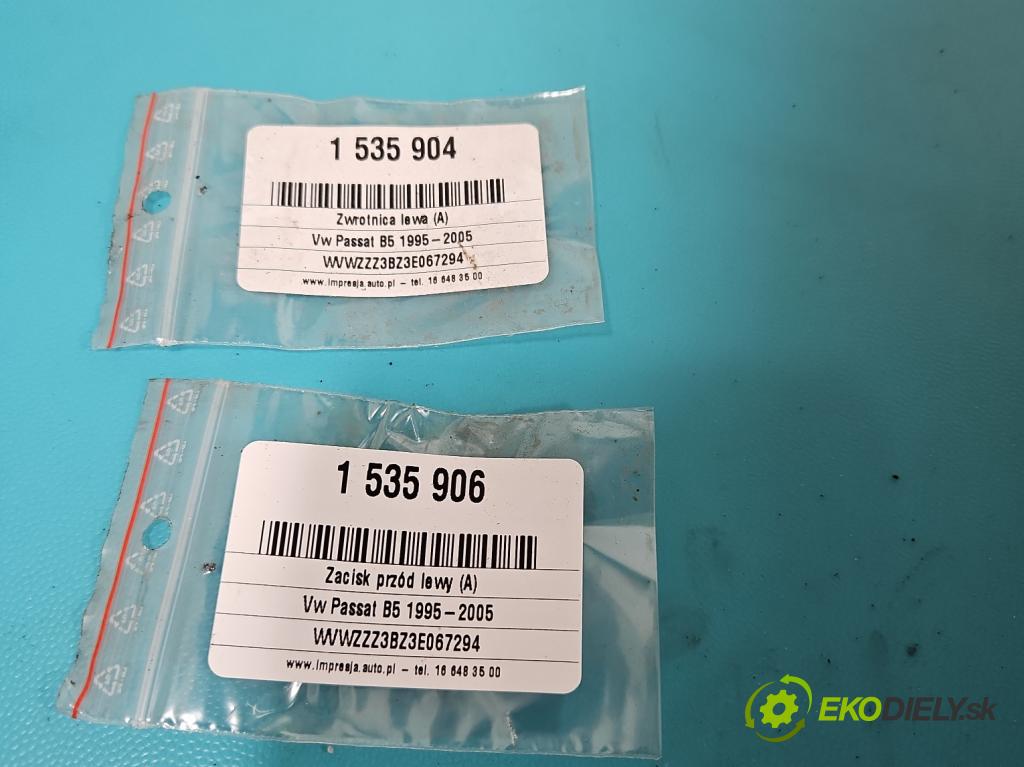 1 535 904
Zwrotnica lewa (A)
Vw Passat B5 1995-2005
WVWZZZ3BZ3E067294
www.impresja.auto.pl - tel. 16 648 35 00
1 535 906
Zacisk przód lewy (A)
Vw Passat B5 1995-2005
WVWZZZ3BZ3E067294
www.impresja.auto.pl - tel. 16 648 35 00
EKODIELY.sk